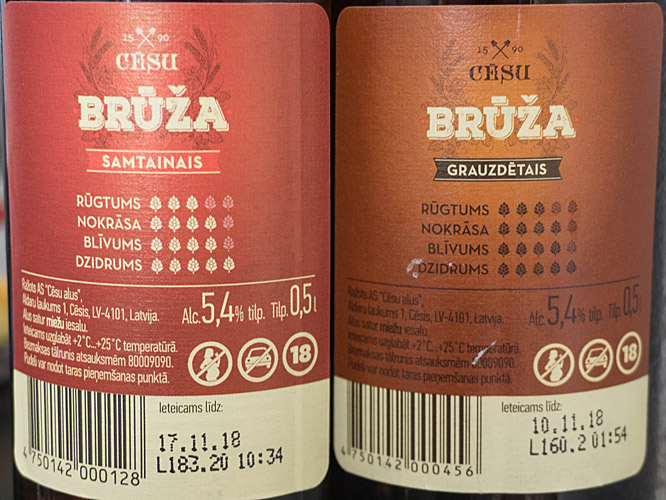 15 90
CĒSU
BRŪŽA
SAMTAINAIS
RŪGTUMS
NOKRĀSA
BLĪVUMS
DZIDRUMS
Ražots AS "Cēsu alus",
Aldaru laukums 1, Cēsis, LV-4101, Latvija.
Alus satur miežu iesalu.
Ieteicams uzglabāt +2°C...+25°C temperatūrā.
Bezmaksas tālrunis atsauksmēm 80009090.
Pudeli var nodot taras pieņemšanas punktā.
Alc. 5,4% tilp. Tilp. 0,5 l
18
Ieteicams līdz:
17.11.18
L183.20 10:34
4 750142 000128
15 90
CĒSU
BRŪŽA
GRAUZDĒTAIS
RŪGTUMS
NOKRĀSA
BLĪVUMS
DZIDRUMS
Ražots AS "Cēsu alus",
Aldaru laukums 1, Cēsis, LV-4101, Latvija.
Alus satur miežu iesalu.
Ieteicams uzglabāt +2°C...+25°C temperatūrā.
Bezmaksas tālrunis atsauksmēm 80009090.
Pudeli var nodot taras pieņemšanas punktā.
Alc. 5,4% tilp. Tilp. 0,5
18
Ieteicams līdz:
10.11.18
L160.2 01:54
4 750142 000456